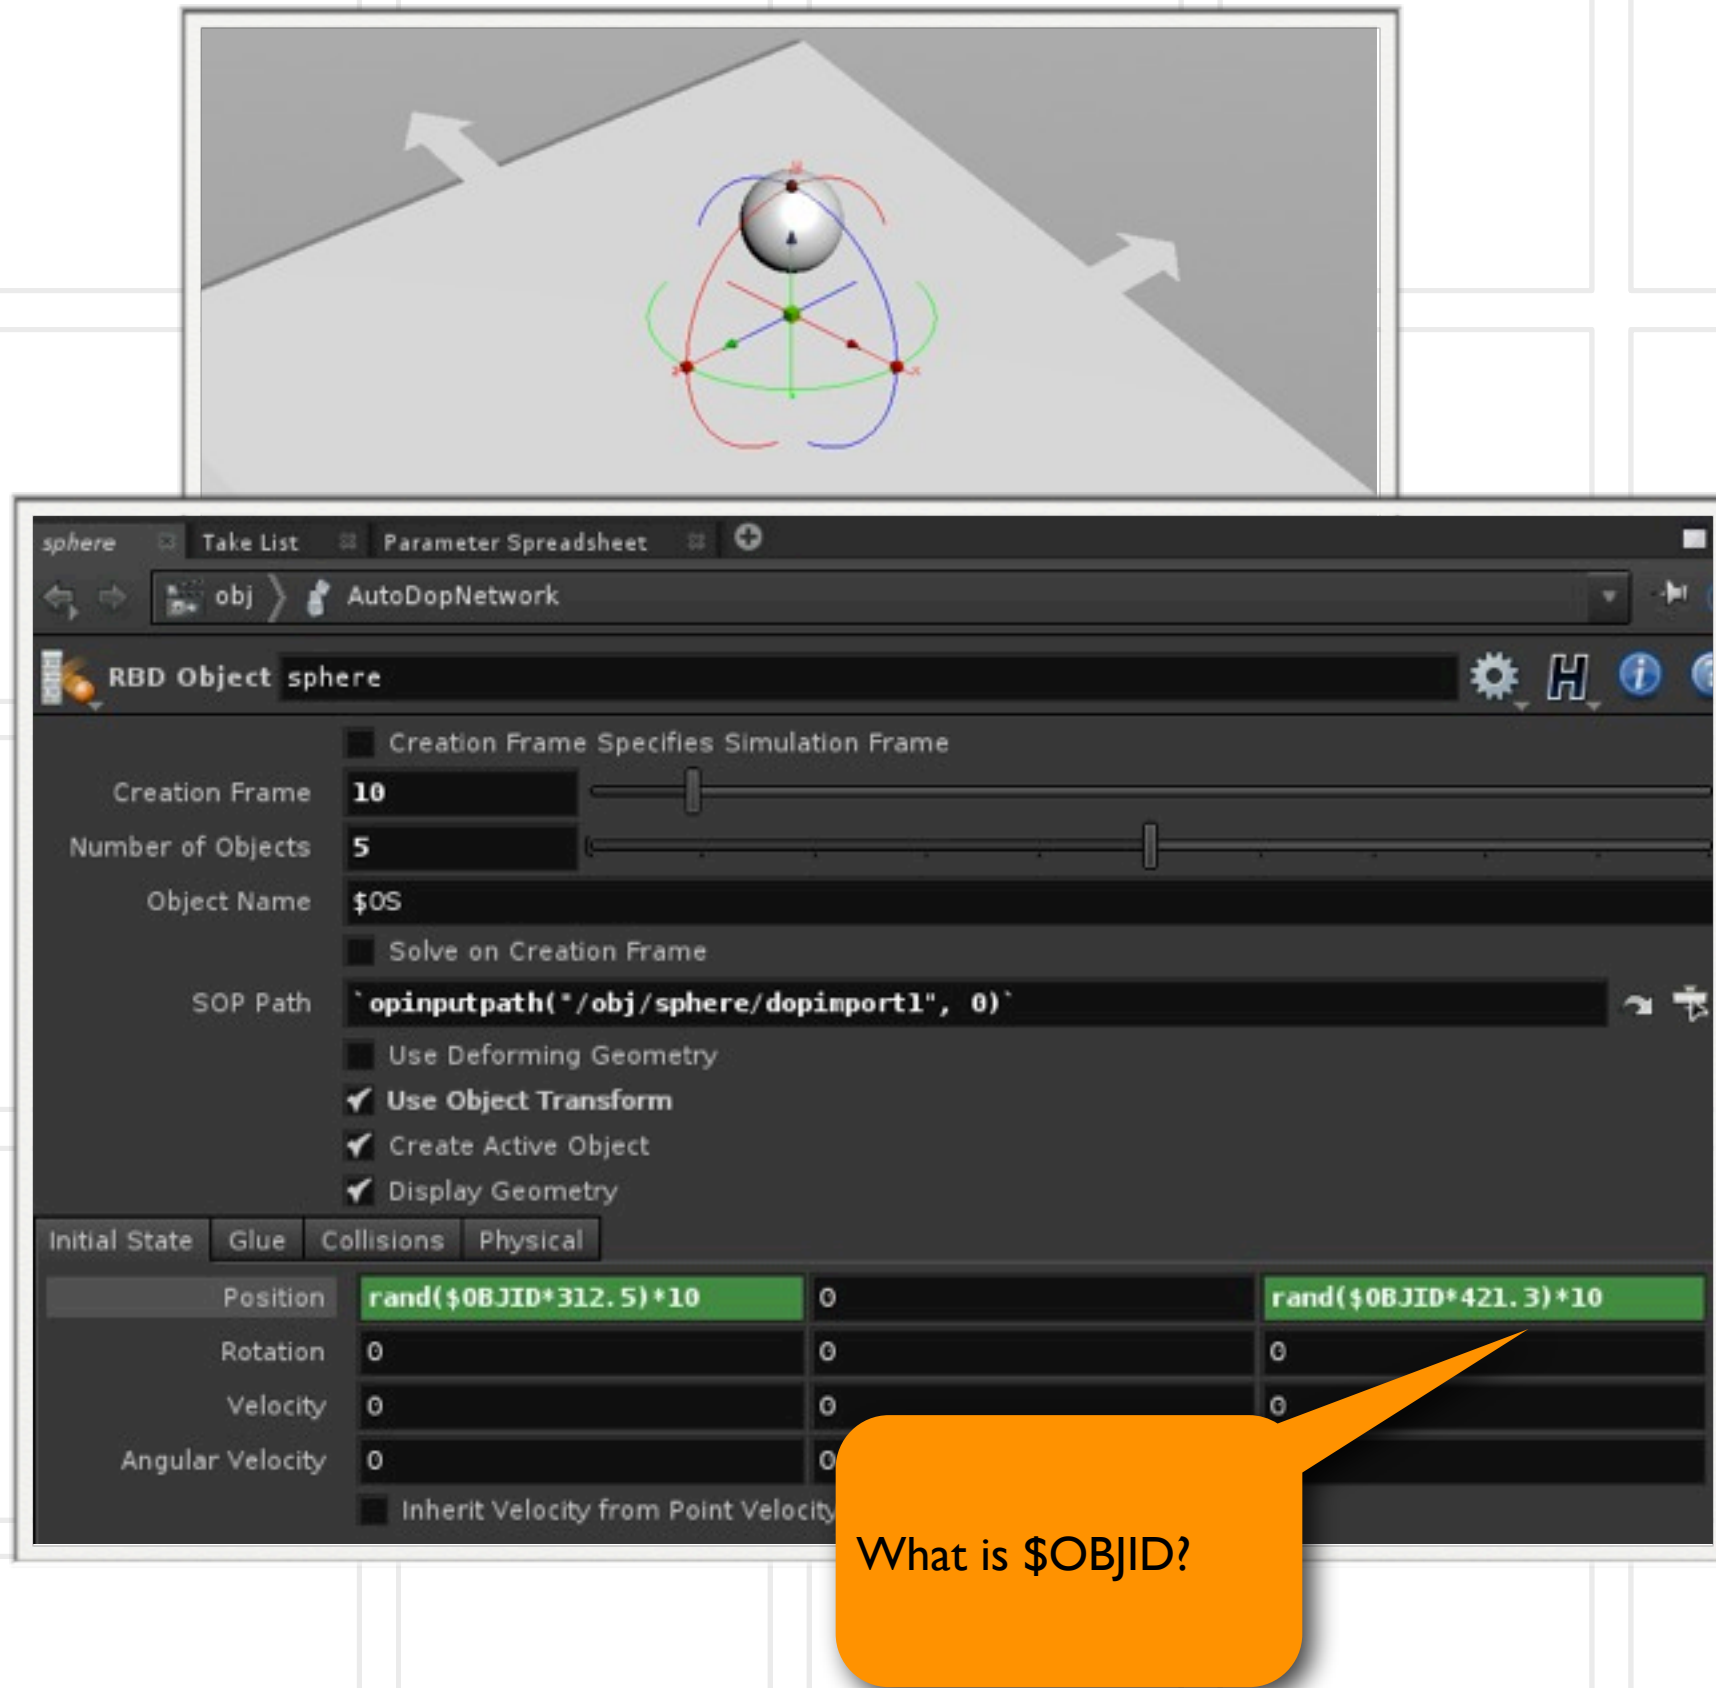 y
z
x
sphere Take List Parameter Spreadsheet
obj AutoDopNetwork
RBD Object sphere
Creation Frame Specifies Simulation Frame
Creation Frame 10
Number of Objects 5
Object Name $OS
Solve on Creation Frame
SOP Path `opinputpath("/obj/sphere/dopimport1", 0)`
Use Deforming Geometry
Use Object Transform
Create Active Object
Display Geometry
Initial State Glue Collisions Physical
Position rand($OBJID*312.5)*10 0 rand($OBJID*421.3)*10
Rotation 0 0 0
Velocity 0 0 0
Angular Velocity 0 0
Inherit Velocity from Point Velocity
What is $OBJID?